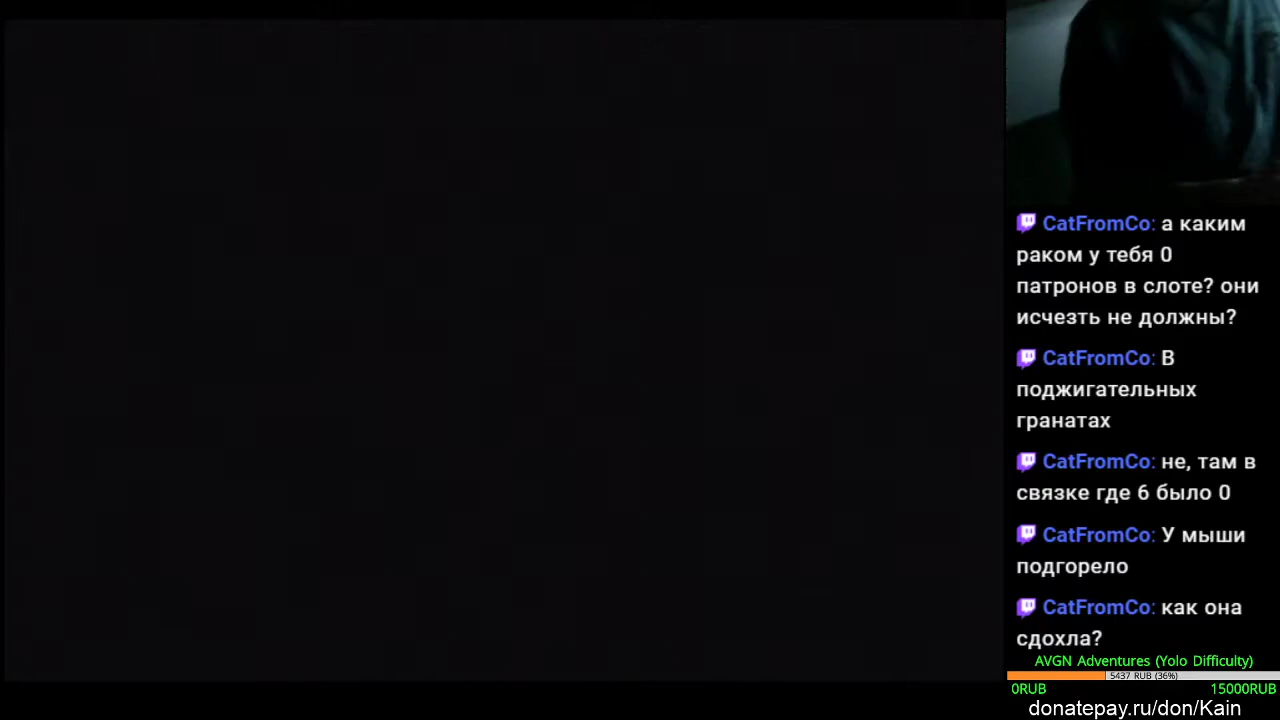 CatFromCo: а каким
раком у тебя 0
патронов в слоте? они
исчезть не должны?
CatFromCo: В
поджигательных
гранатах
CatFromCo: не, там в
связке где 6 было 0
CatFromCo: У мыши
подгорело
CatFromCo: как она
сдохла?
AVGN Adventures (Yolo Difficulty)
5437 RUB (36%)
0RUB 15000RUB
donatepay.ru/don/Kain